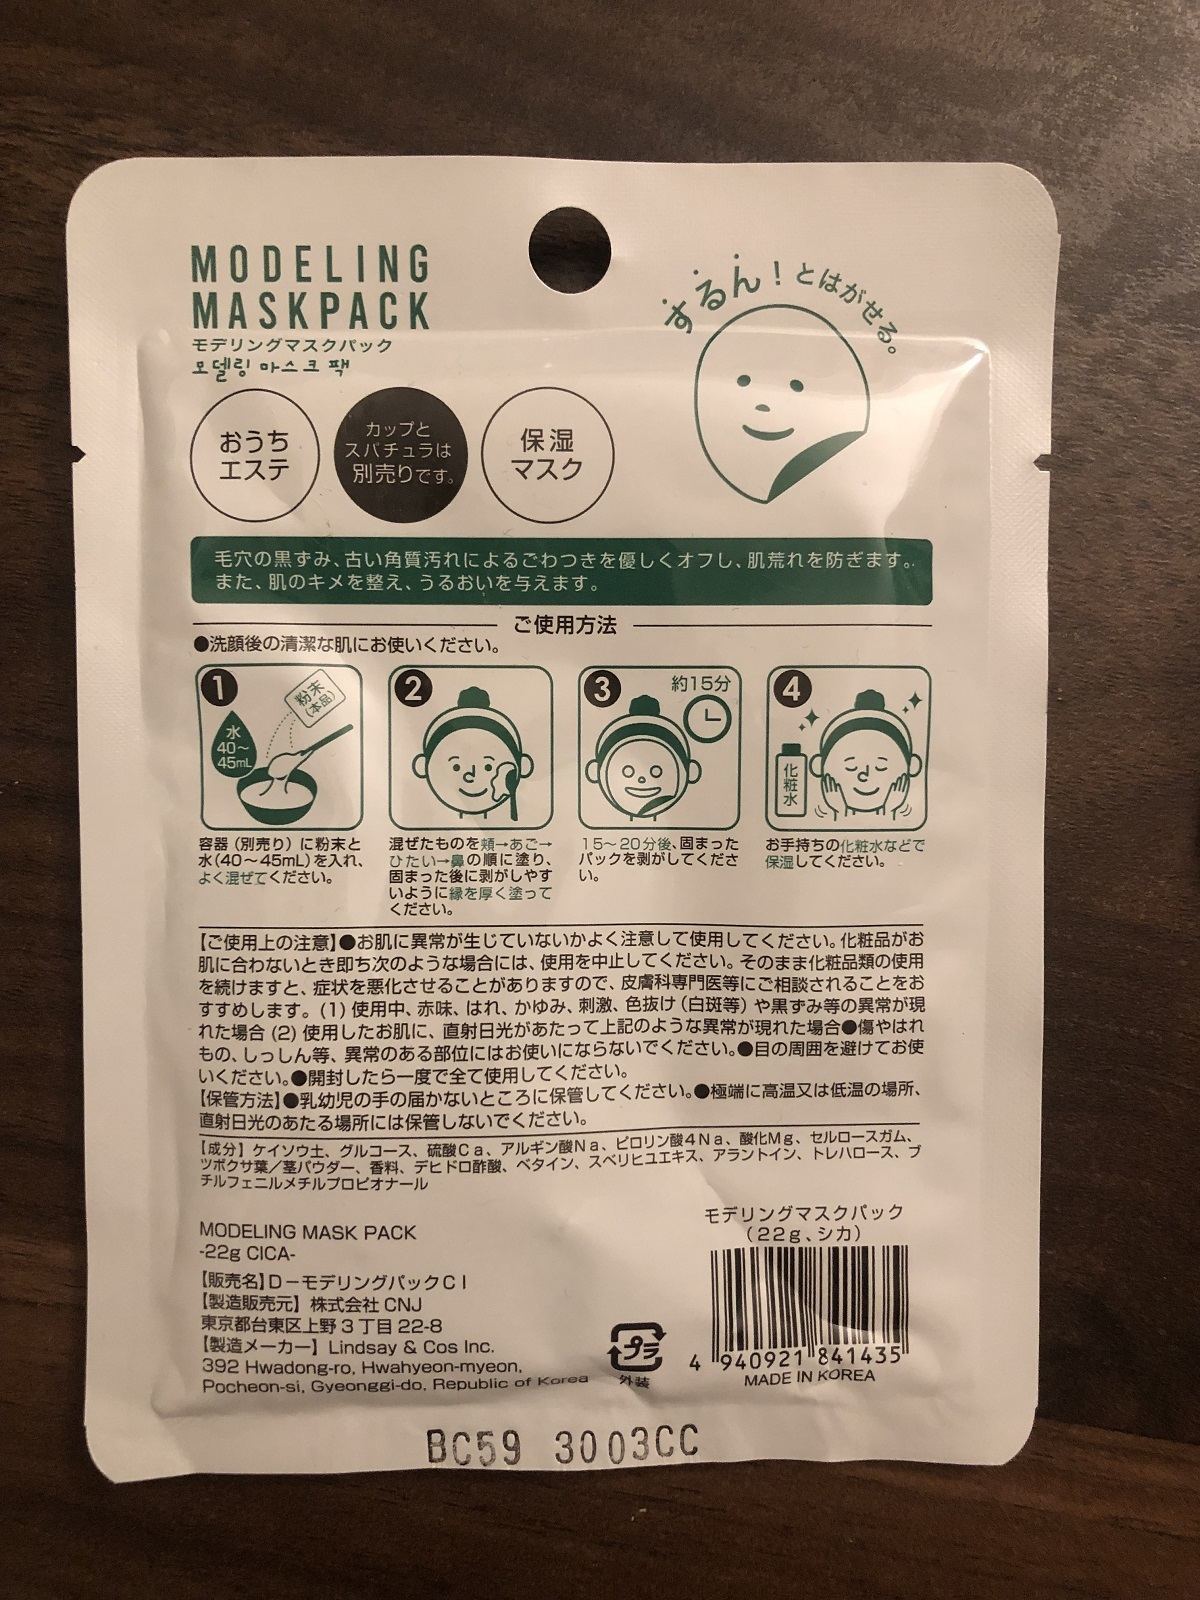 MODELING
MASKPACK
モデリングマスクパック
모델링 마스크 팩
するん!とはがせる。
おうち
エステ
カップと
スパチュラは
別売りです。
保湿
マスク
毛穴の黒ずみ、古い角質汚れによるごわつきを優しくオフし、肌荒れを防ぎます。
また、肌のキメを整え、うるおいを与えます。
ご使用方法
●洗顔後の清潔な肌にお使いください。
1
粉末
(本品)
水
40～
45mL
容器(別売り)に粉末と
水(40～45mL)を入れ、
よく混ぜてください。
2
混ぜたものを頬→あご→
ひたい→鼻の順に塗り、
固まった後に剥がしやす
いように縁を厚く塗って
ください。
3
約15分
15～20分後、固まった
パックを剥がしてくださ
い。
4
化粧水
お手持ちの化粧水などで
保湿してください。
【ご使用上の注意】●お肌に異常が生じていないかよく注意して使用してください。化粧品がお
肌に合わないとき即ち次のような場合には、使用を中止してください。そのまま化粧品類の使用
を続けますと、症状を悪化させることがありますので、皮膚科専門医等にご相談されることをお
すすめします。(1)使用中、赤味、はれ、かゆみ、刺激、色抜け(白斑等)や黒ずみ等の異常が現
れた場合(2)使用したお肌に、直射日光があたって上記のような異常が現れた場合●傷やはれ
もの、しっしん等、異常のある部位にはお使いにならないでください。●目の周囲を避けてお使
いください。●開封したら一度で全て使用してください。
【保管方法】●乳幼児の手の届かないところに保管してください。●極端に高温又は低温の場所、
直射日光のあたる場所には保管しないでください。
【成分】ケイソウ土、グルコース、硫酸Ca、アルギン酸Na、ピロリン酸4Na、酸化Mg、セルロースガム、
ツボクサ葉／茎パウダー、香料、デヒドロ酢酸、ベタイン、スベリヒユエキス、アラントイン、トレハロース、ブ
チルフェニルメチルプロピオナール
MODELING MASK PACK
-22g CICA-
【販売名】D－モデリングパックCI
【製造販売元】株式会社 CNJ
東京都台東区上野3丁目22-8
【製造メーカー】Lindsay & Cos Inc.
392 Hwadong-ro, Hwahyeon-myeon,
Pocheon-si, Gyeonggi-do, Republic of Korea
プラ
外装
モデリングマスクパック
(22g、シカ)
4 940921 841435
MADE IN KOREA
BC59 3003CC